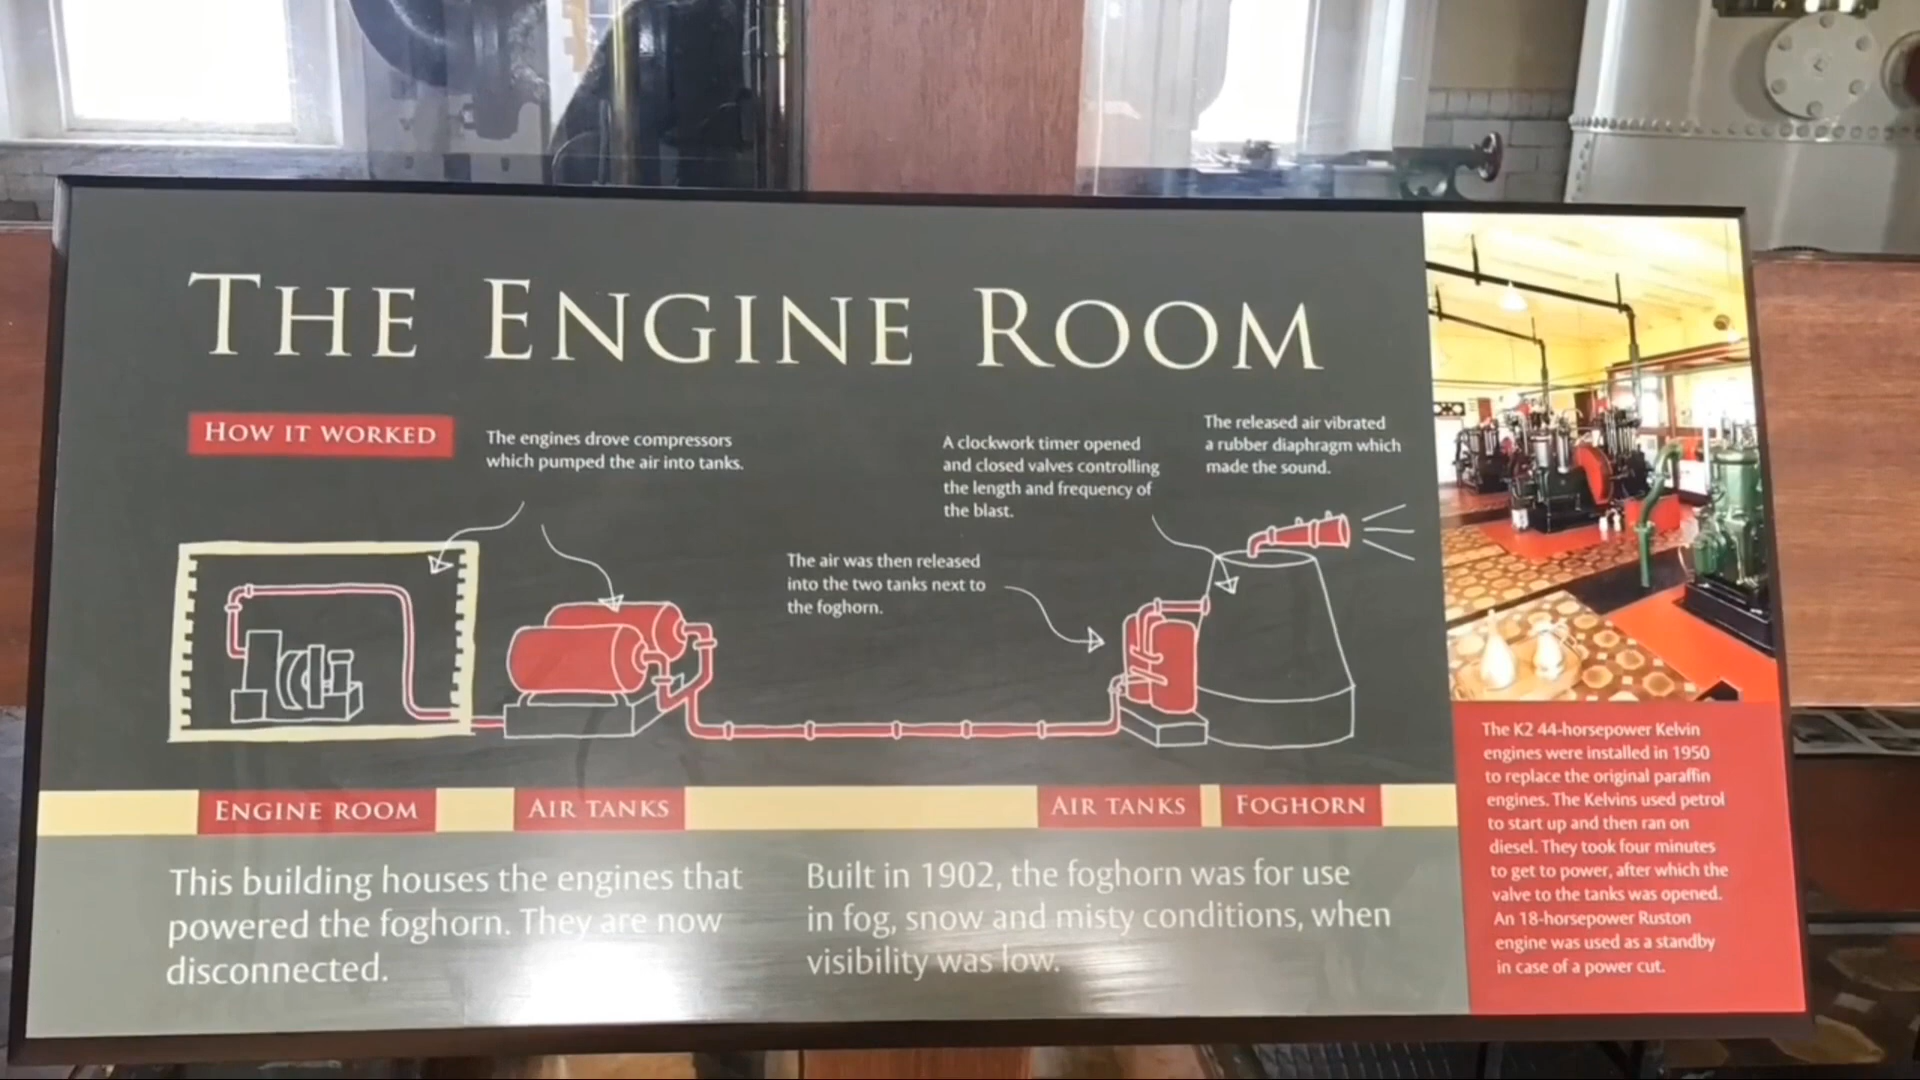 THE ENGINE ROOM
HOW IT WORKED
The engines drove compressors
which pumped the air into tanks.
The air was then released
into the two tanks next to
the foghorn.
A clockwork timer opened
and closed valves controlling
the length and frequency of
the blast.
The released air vibrated
a rubber diaphragm which
made the sound.
ENGINE ROOM
AIR TANKS
AIR TANKS
FOGHORN
This building houses the engines that
powered the foghorn. They are now
disconnected.
Built in 1902, the foghorn was for use
in fog, snow and misty conditions, when
visibility was low.
The K2 44-horsepower Kelvin
engines were installed in 1950
to replace the original paraffin
engines. The Kelvins used petrol
to start up and then ran on
diesel. They took four minutes
to get to power, after which the
valve to the tanks was opened.
An 18-horsepower Ruston
engine was used as a standby
in case of a power cut.